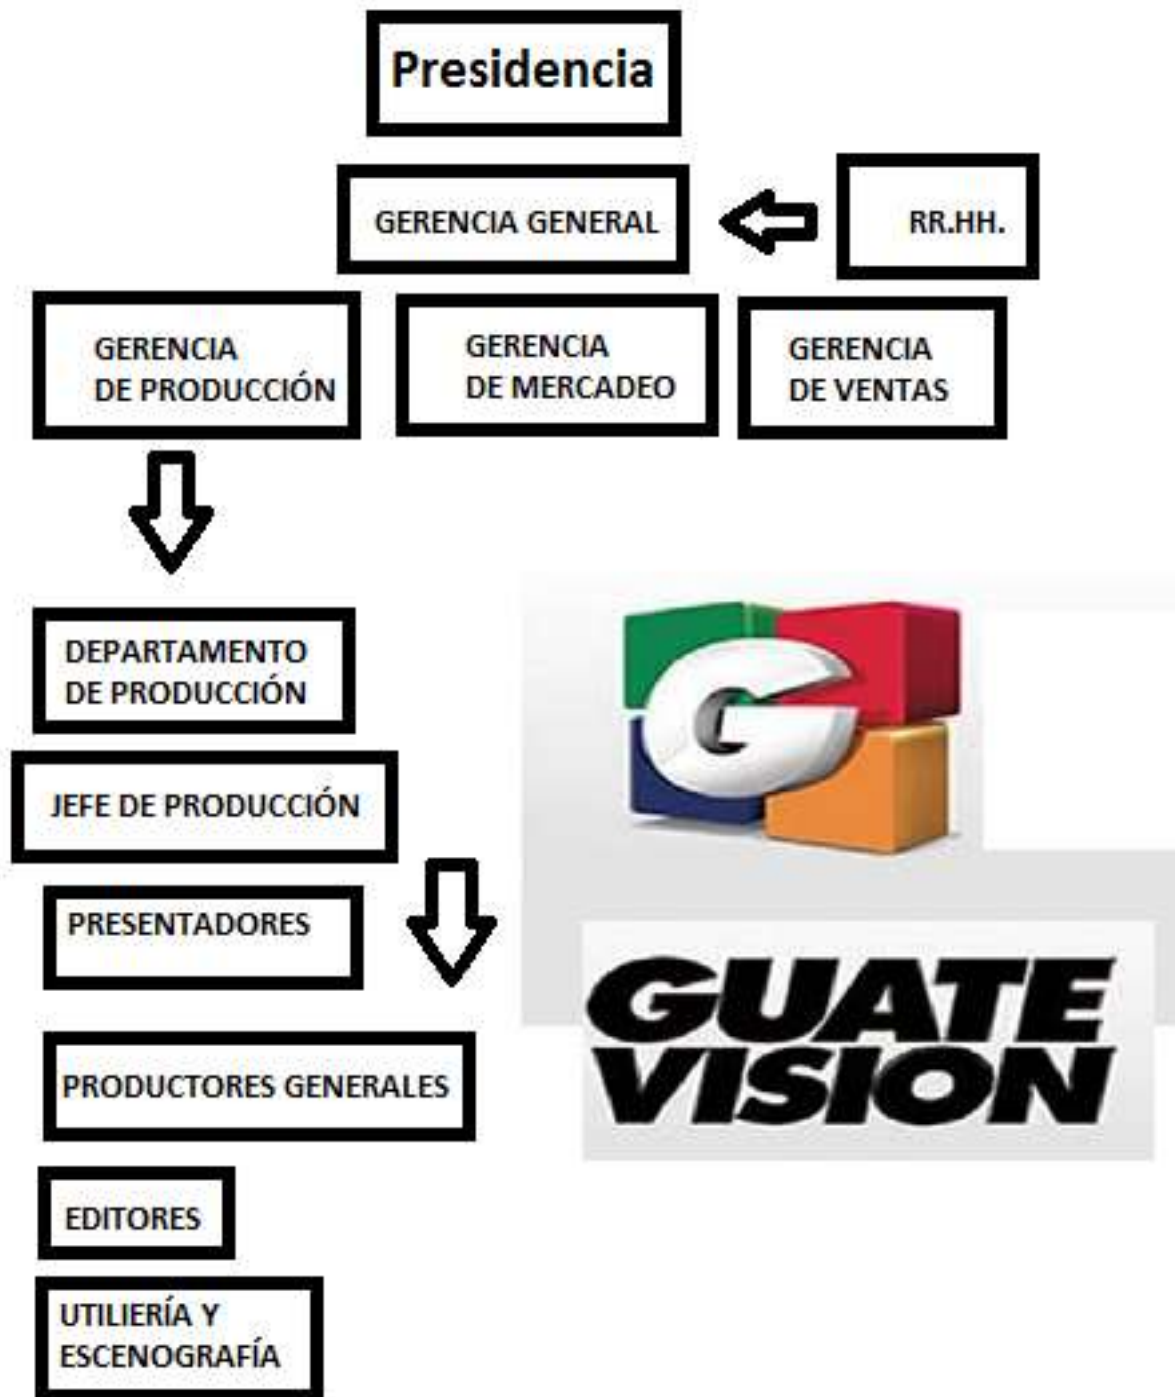 Presidencia
GERENCIA GENERAL
RR.HH.
GERENCIA
DE PRODUCCIÓN
GERENCIA
DE MERCADEO
GERENCIA
DE VENTAS
DEPARTAMENTO
DE PRODUCCIÓN
JEFE DE PRODUCCIÓN
PRESENTADORES
PRODUCTORES GENERALES
EDITORES
UTILIERÍA Y
ESCENOGRAFÍA
G
GUATE
VISION